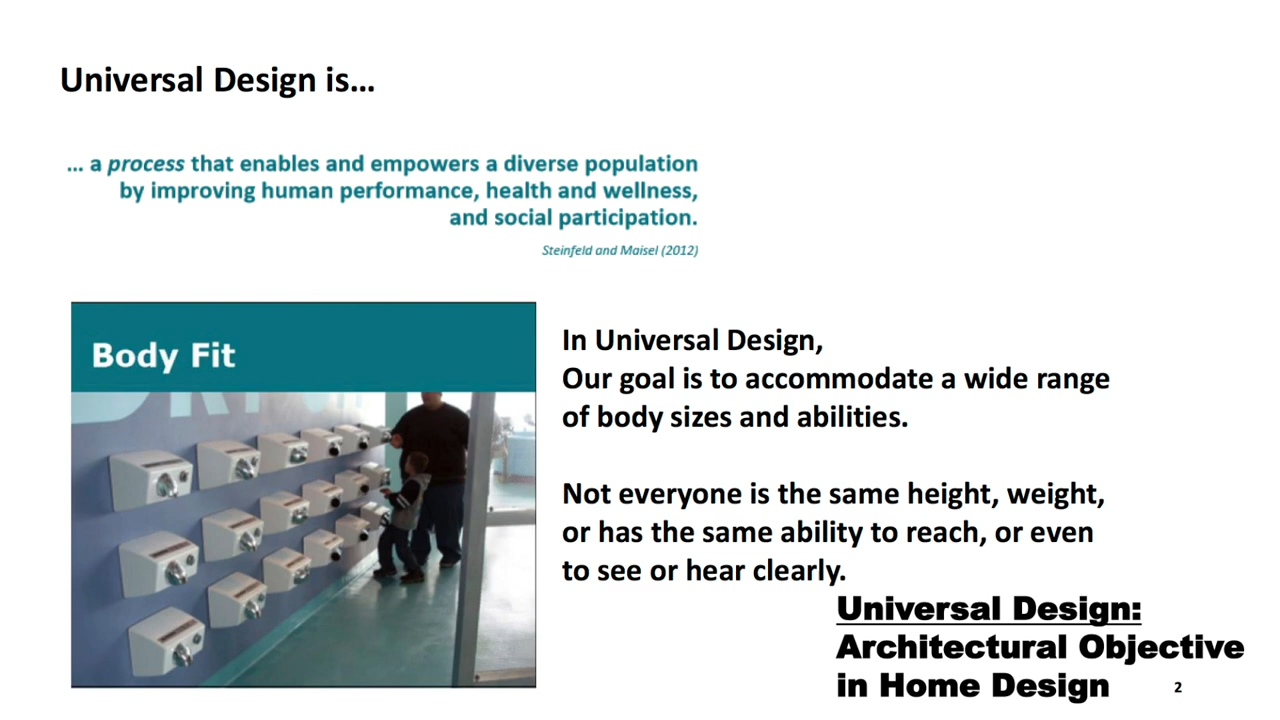 Universal Design is...
... a process that enables and empowers a diverse population
by improving human performance, health and wellness,
and social participation.
Steinfeld and Maisel (2012)
Body Fit
In Universal Design,
Our goal is to accommodate a wide range
of body sizes and abilities.
Not everyone is the same height, weight,
or has the same ability to reach, or even
to see or hear clearly.
Universal Design:
Architectural Objective
in Home Design
2